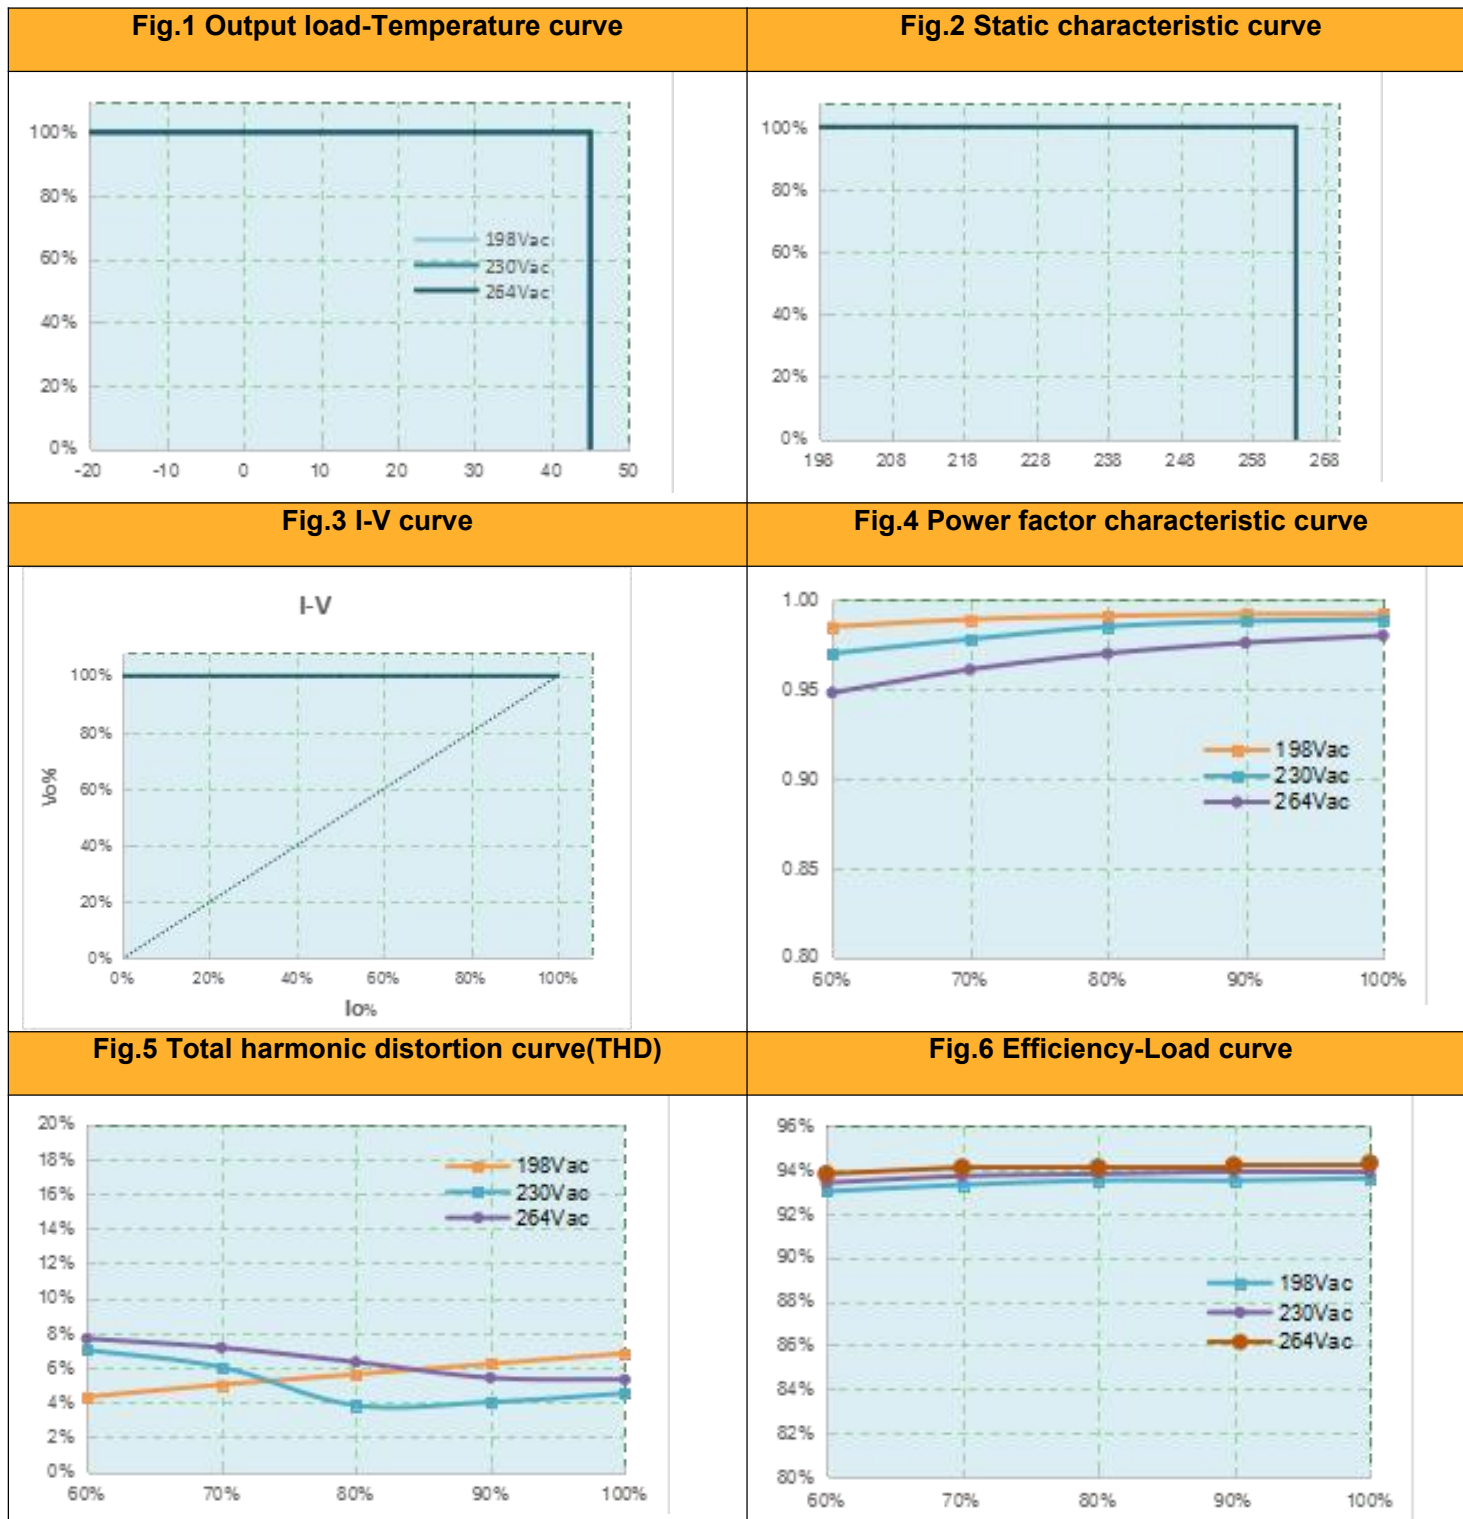 Fig.1 Output load-Temperature curve
Fig.2 Static characteristic curve
100%
80%
60%
40%
20%
0%
-20 -10 0 10 20 30 40 50
198Vac
230Vac
264Vac
100%
80%
60%
40%
20%
0%
198 208 218 228 238 248 258 268
Fig.3 I-V curve
Fig.4 Power factor characteristic curve
I-V
Vo%
100%
80%
60%
40%
20%
0%
0% 20% 40% 60% 80% 100%
Io%
1.00
0.95
0.90
0.85
0.80
60% 70% 80% 90% 100%
198Vac
230Vac
264Vac
Fig.5 Total harmonic distortion curve(THD)
Fig.6 Efficiency-Load curve
20%
18%
16%
14%
12%
10%
8%
6%
4%
2%
0%
60% 70% 80% 90% 100%
198Vac
230Vac
264Vac
96%
94%
92%
90%
88%
86%
84%
82%
80%
60% 70% 80% 90% 100%
198Vac
230Vac
264Vac